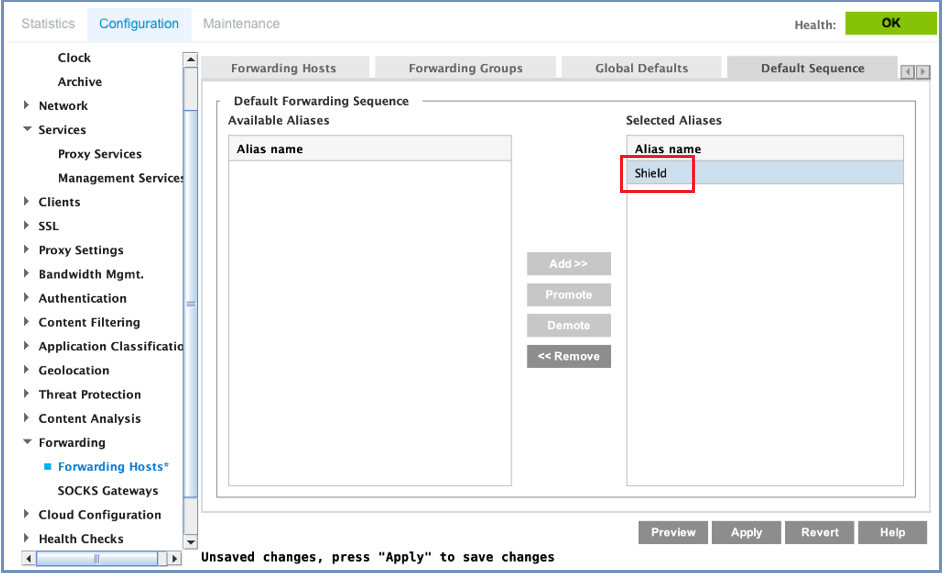 Statistics Configuration Maintenance Health: OK
Clock
Archive
Network
Services
Proxy Services
Management Services
Clients
SSL
Proxy Settings
Bandwidth Mgmt.
Authentication
Content Filtering
Application Classificatio
Geolocation
Threat Protection
Content Analysis
Forwarding
Forwarding Hosts*
SOCKS Gateways
Cloud Configuration
Health Checks
Forwarding Hosts Forwarding Groups Global Defaults Default Sequence
Default Forwarding Sequence
Available Aliases
Alias name
Add >>
Promote
Demote
<< Remove
Selected Aliases
Alias name
Shield
Preview Apply Revert Help
Unsaved changes, press "Apply" to save changes